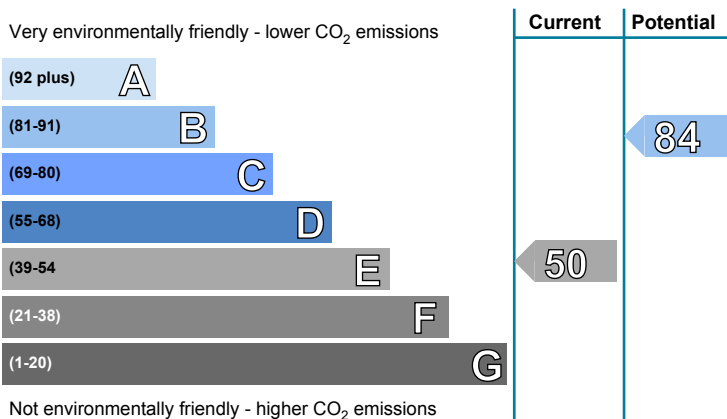 Current Potential
Very environmentally friendly - lower CO2 emissions
(92 plus) A
(81-91) B
84
(69-80) C
(55-68) D
(39-54 E
50
(21-38) F
(1-20) G
Not environmentally friendly - higher CO2 emissions